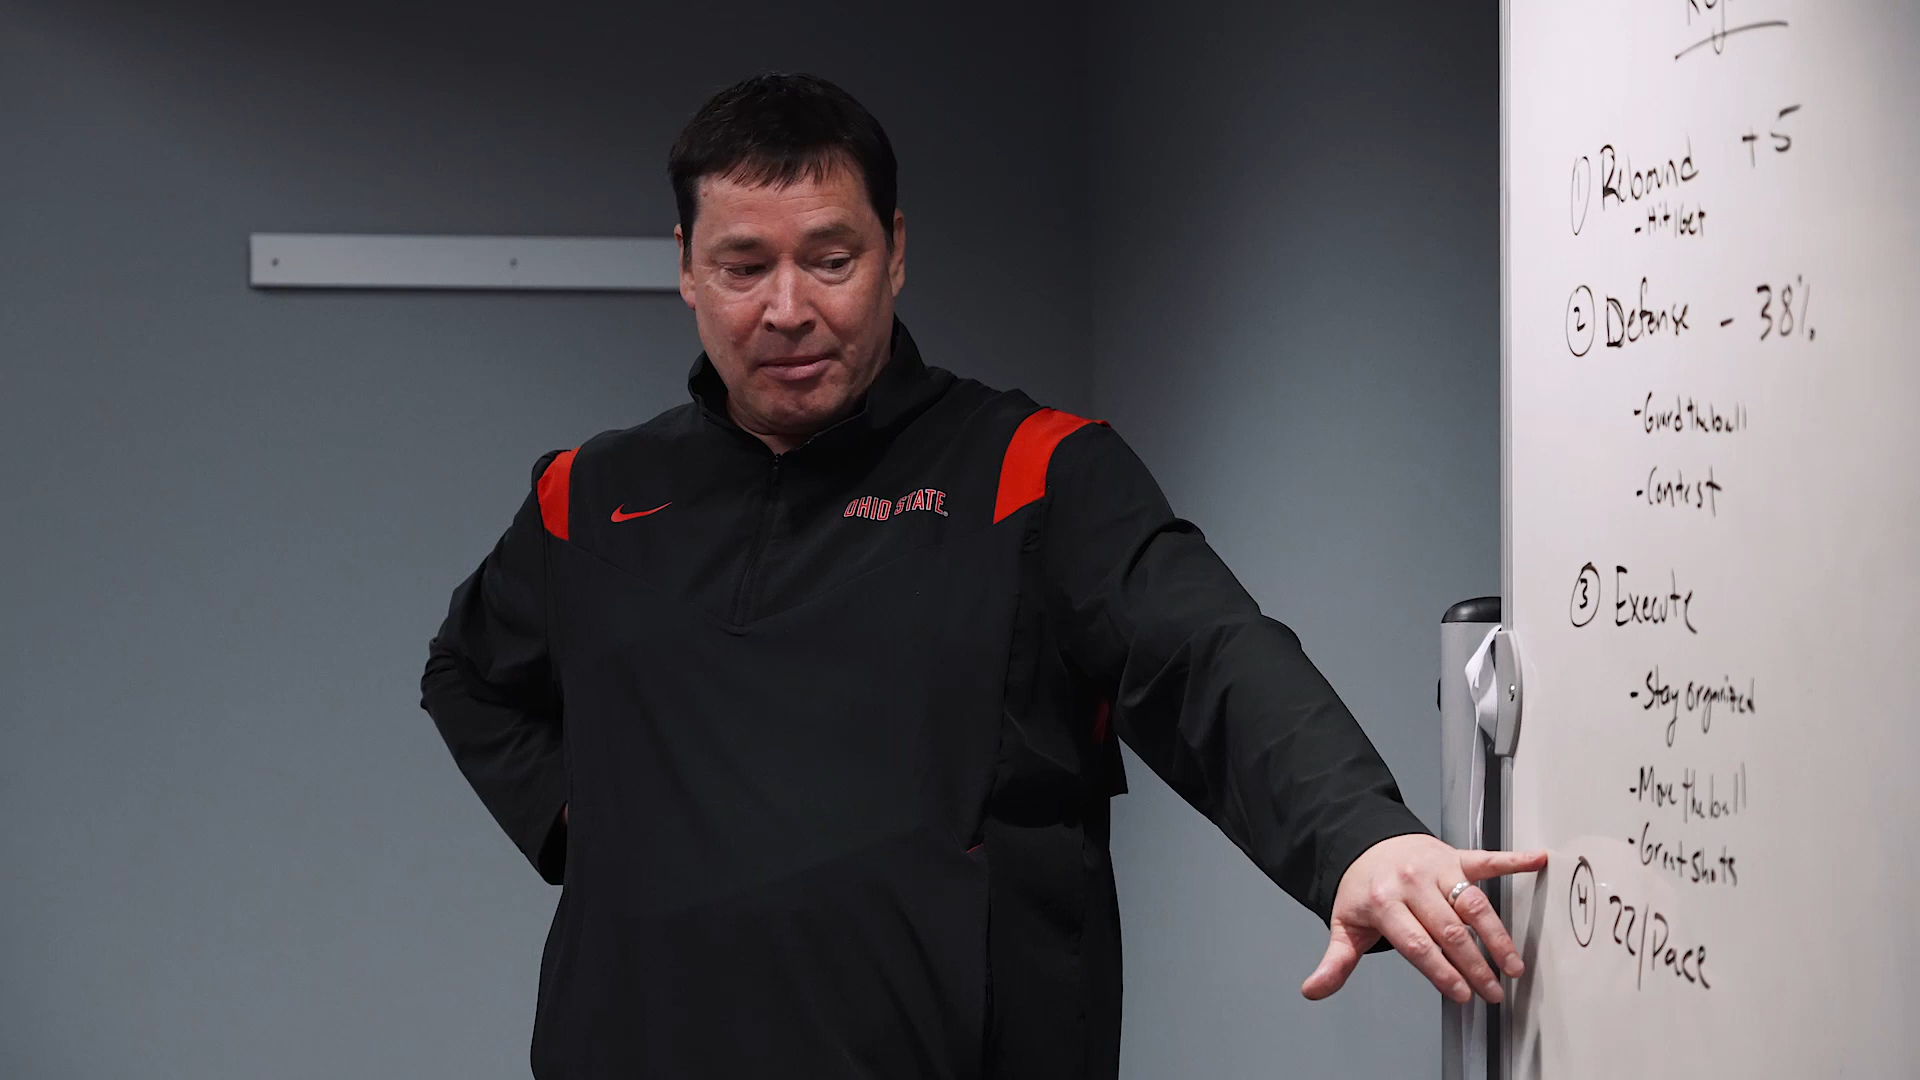 OHIO STATE
1 Rebound +5
- Hit/Get
2 Defense - 38%
- Guard the ball
- Contest
3 Execute
- Stay organized
- Move the ball
- Great shots
4 22/Pace